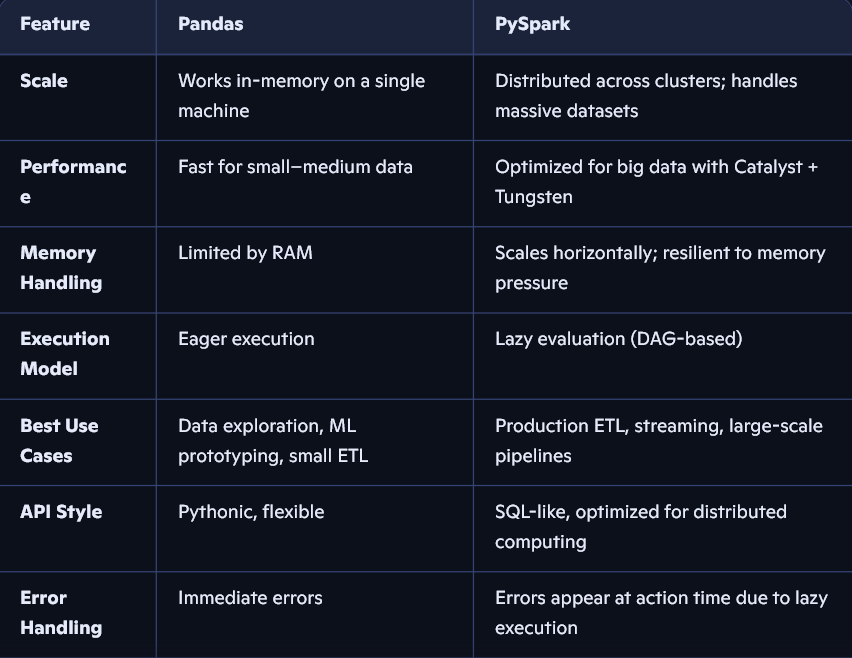 Feature Pandas PySpark
Scale Works in-memory on a single Distributed across clusters; handles
machine massive datasets
Performanc Fast for small–medium data Optimized for big data with Catalyst +
e Tungsten
Memory Limited by RAM Scales horizontally; resilient to memory
Handling pressure
Execution Eager execution Lazy evaluation (DAG-based)
Model
Best Use Data exploration, ML Production ETL, streaming, large-scale
Cases prototyping, small ETL pipelines
API Style Pythonic, flexible SQL-like, optimized for distributed
computing
Error Immediate errors Errors appear at action time due to lazy
Handling execution